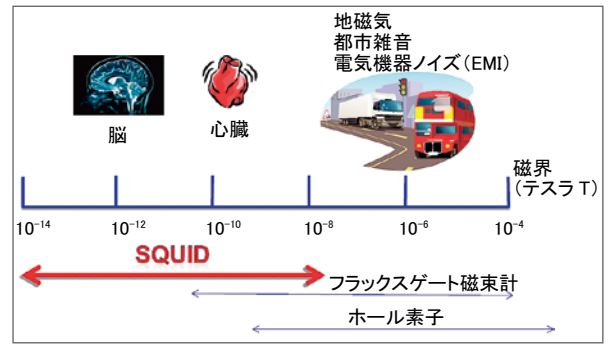 地磁気
都市雑音
電気機器ノイズ（EMI）
脳
心臓
磁界
（テスラ T）
10⁻¹⁴ 10⁻¹² 10⁻¹⁰ 10⁻⁸ 10⁻⁶ 10⁻⁴
SQUID
フラックスゲート磁束計
ホール素子